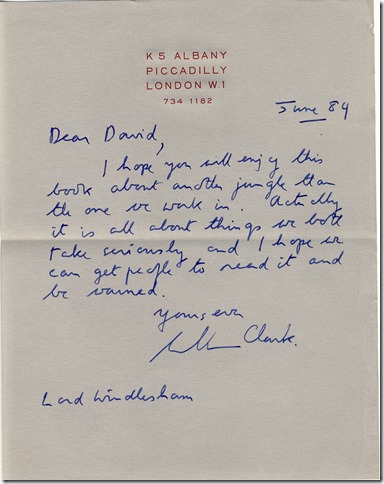 K5 ALBANY
PICCADILLY
LONDON W.1
734 1182
June 84
Dear David,
I hope you will enjoy this
book about another jungle than
the one we work in. Actually
it is all about things we both
take seriously and I hope we
can get people to read it and
be warned.
Yours ever
Clark.
Lord Windlesham